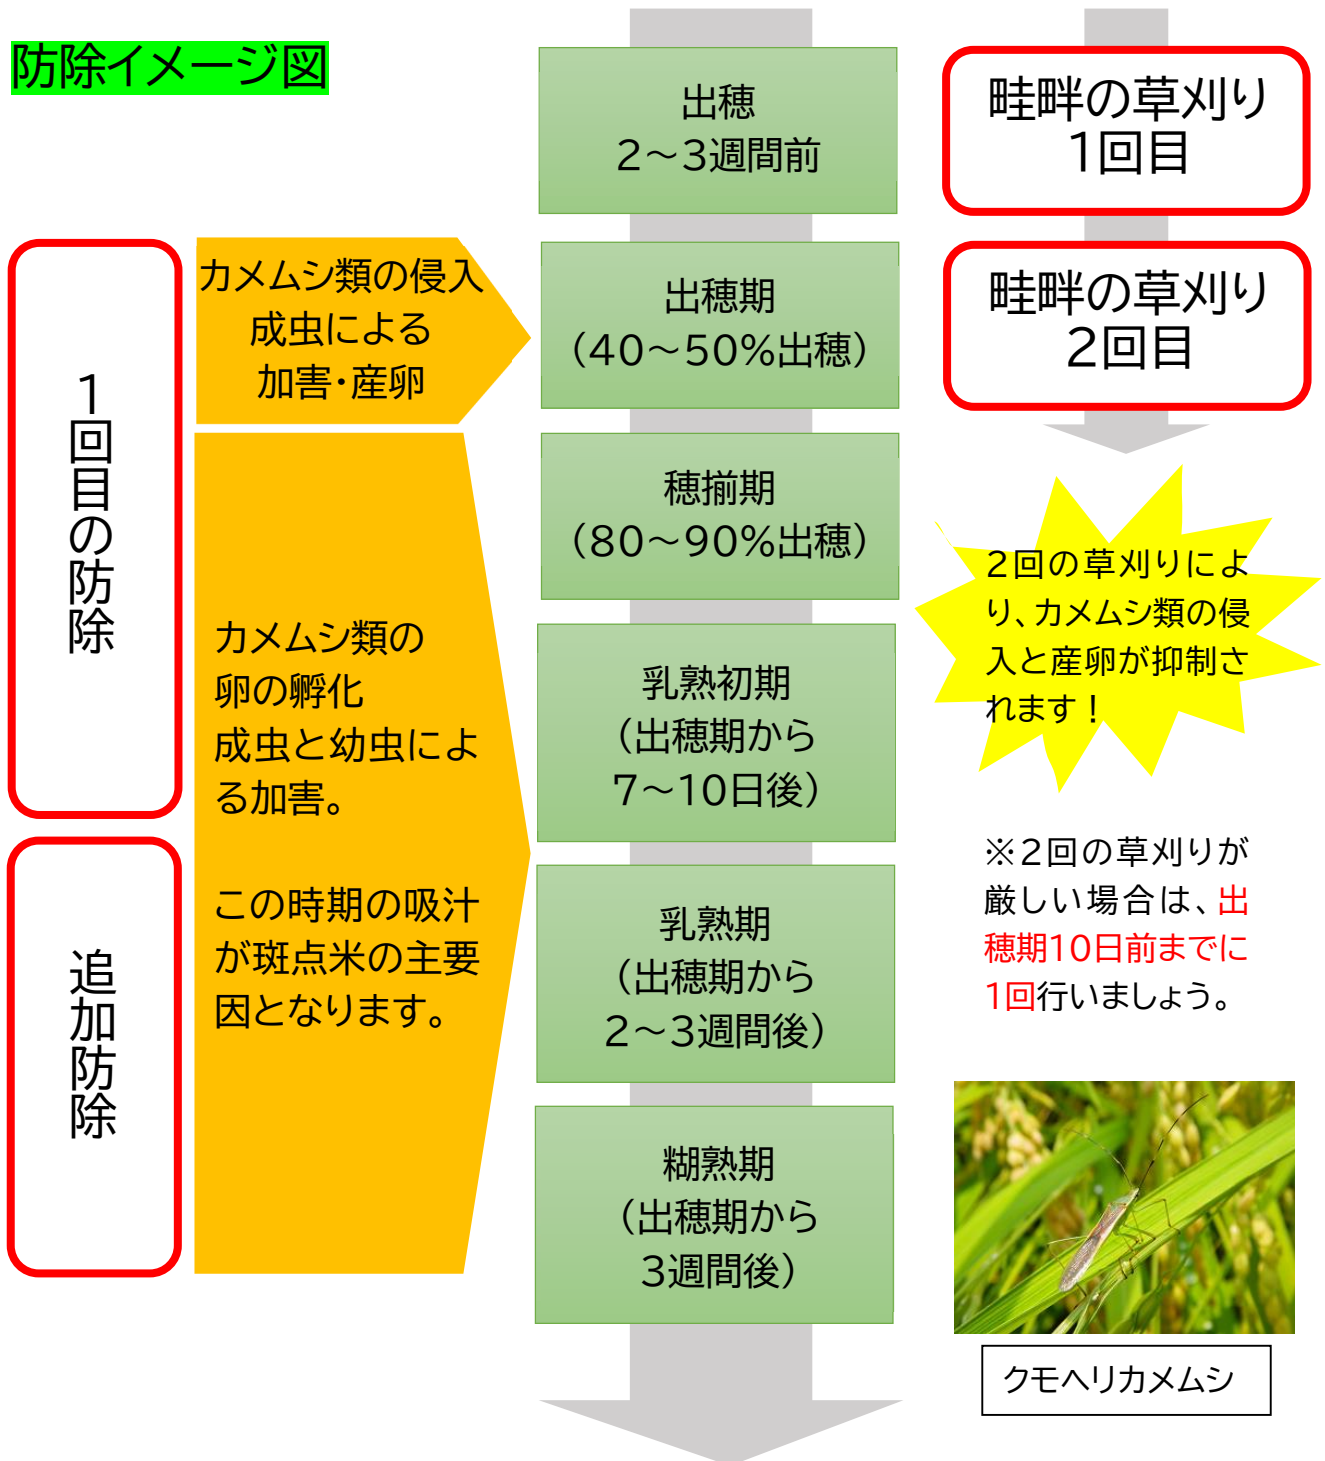 防除イメージ図
出穂
2～3週間前
畦畔の草刈り
1回目
1回目の防除
カメムシ類の侵入
成虫による
加害・産卵
出穂期
（40～50％出穂）
畦畔の草刈り
2回目
穂揃期
（80～90％出穂）
カメムシ類の
卵の孵化
成虫と幼虫によ
る加害。
この時期の吸汁
が斑点米の主要
因となります。
乳熟初期
（出穂期から
7～10日後）
2回の草刈りによ
り、カメムシ類の侵
入と産卵が抑制さ
れます！
追加防除
乳熟期
（出穂期から
2～3週間後）
※2回の草刈りが
厳しい場合は、出
穂期10日前までに
1回行いましょう。
糊熟期
（出穂期から
3週間後）
クモヘリカメムシ